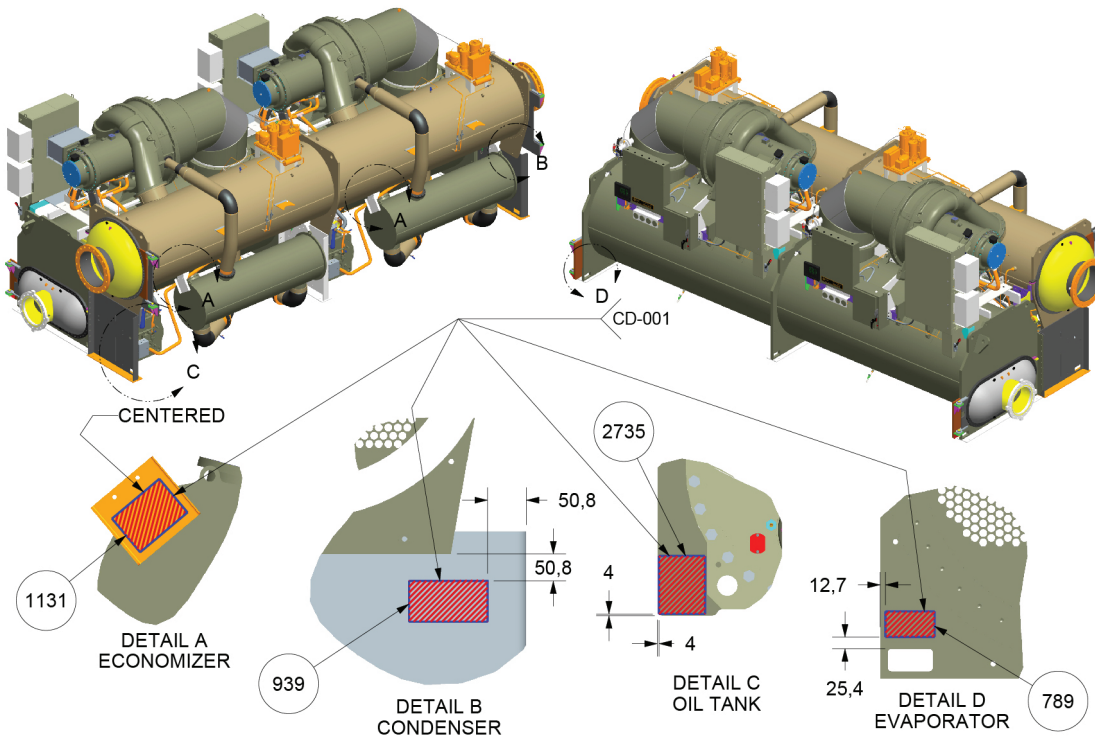 B
A
A
C
D
CD-001
CENTERED
1131
DETAIL A
ECONOMIZER
50,8
50,8
939
DETAIL B
CONDENSER
2735
4
4
DETAIL C
OIL TANK
12,7
25,4
789
DETAIL D
EVAPORATOR